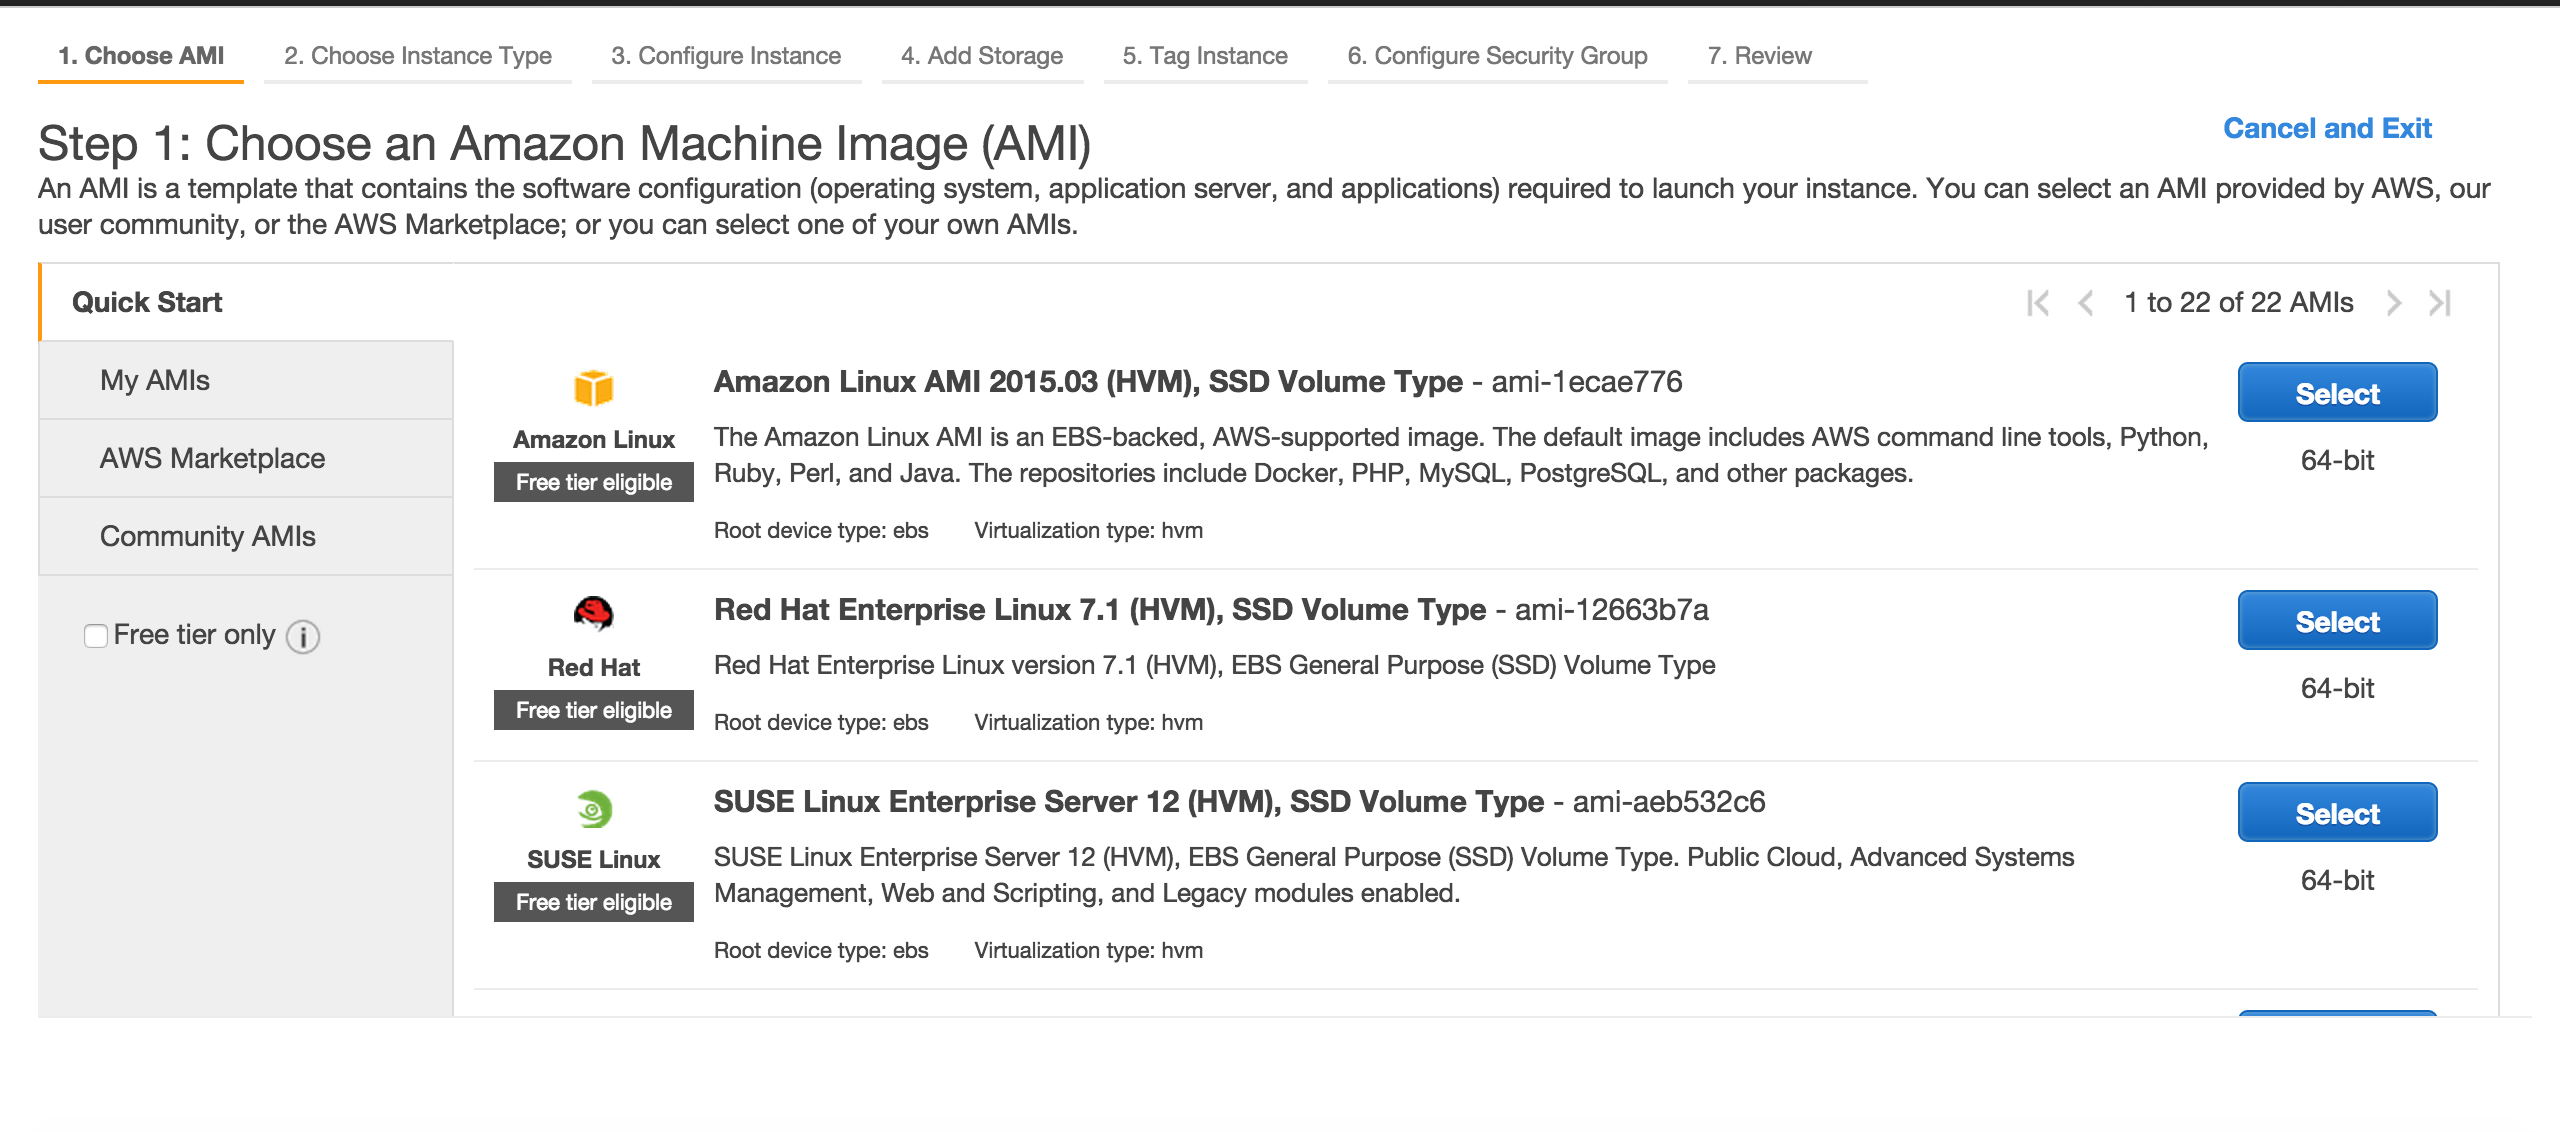 1. Choose AMI 2. Choose Instance Type 3. Configure Instance 4. Add Storage 5. Tag Instance 6. Configure Security Group 7. Review
Step 1: Choose an Amazon Machine Image (AMI)
Cancel and Exit
An AMI is a template that contains the software configuration (operating system, application server, and applications) required to launch your instance. You can select an AMI provided by AWS, our
user community, or the AWS Marketplace; or you can select one of your own AMIs.
Quick Start
My AMIs
AWS Marketplace
Community AMIs
Free tier only
1 to 22 of 22 AMIs
Amazon Linux
Free tier eligible
Amazon Linux AMI 2015.03 (HVM), SSD Volume Type - ami-1ecae776
The Amazon Linux AMI is an EBS-backed, AWS-supported image. The default image includes AWS command line tools, Python,
Ruby, Perl, and Java. The repositories include Docker, PHP, MySQL, PostgreSQL, and other packages.
Root device type: ebs Virtualization type: hvm
Select
64-bit
Red Hat
Free tier eligible
Red Hat Enterprise Linux 7.1 (HVM), SSD Volume Type - ami-12663b7a
Red Hat Enterprise Linux version 7.1 (HVM), EBS General Purpose (SSD) Volume Type
Root device type: ebs Virtualization type: hvm
Select
64-bit
SUSE Linux
Free tier eligible
SUSE Linux Enterprise Server 12 (HVM), SSD Volume Type - ami-aeb532c6
SUSE Linux Enterprise Server 12 (HVM), EBS General Purpose (SSD) Volume Type. Public Cloud, Advanced Systems
Management, Web and Scripting, and Legacy modules enabled.
Root device type: ebs Virtualization type: hvm
Select
64-bit